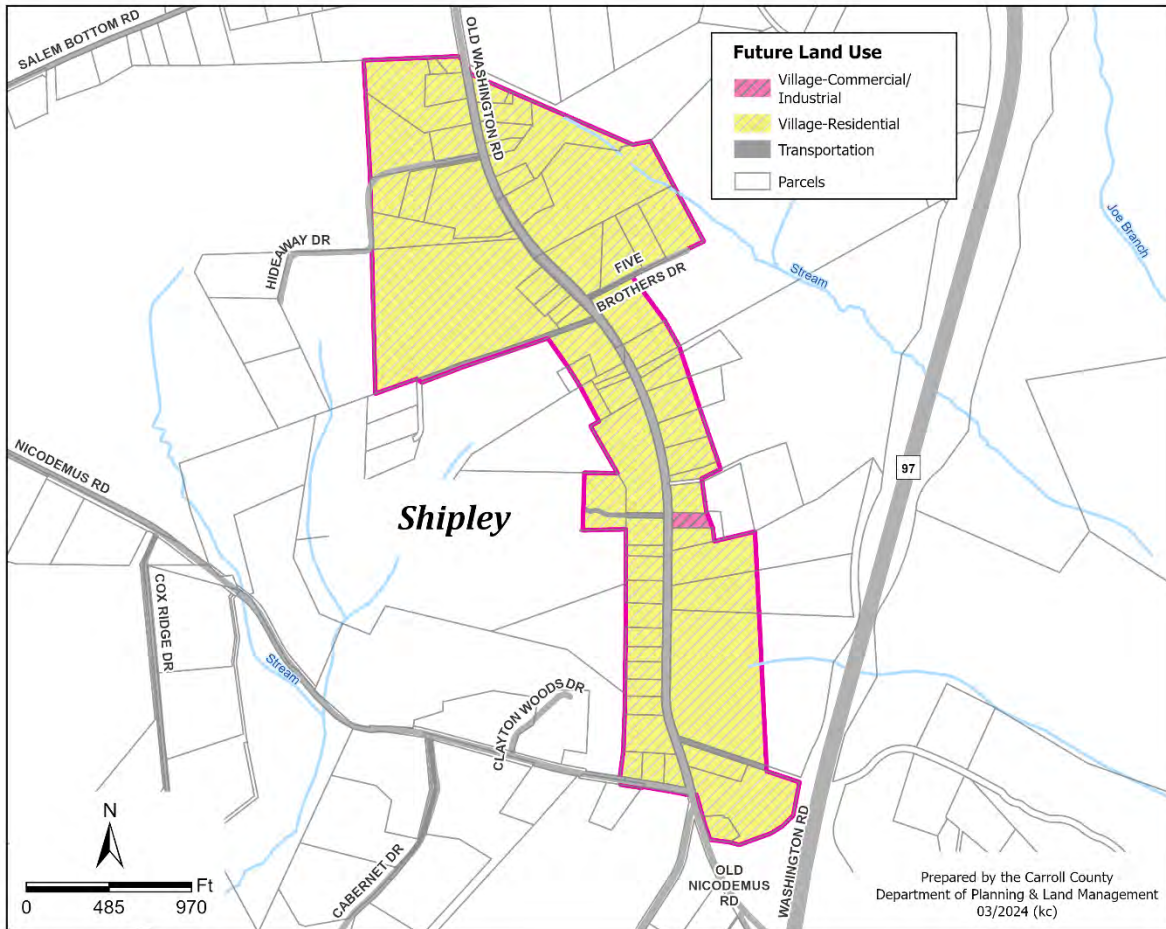 SALEM BOTTOM RD
OLD WASHINGTON RD
Future Land Use
Village-Commercial/
Industrial
Village-Residential
Transportation
Parcels
Joe Branch
HIDEAWAY DR
FIVE
BROTHERS DR
Stream
NICODEMUS RD
97
Shipley
COX RIDGE DR
Stream
CLAYTON WOODS DR
CABERNET DR
OLD
NICODEMUS
RD
WASHINGTON RD
N
Ft
0 485 970
Prepared by the Carroll County
Department of Planning & Land Management
03/2024 (kc)